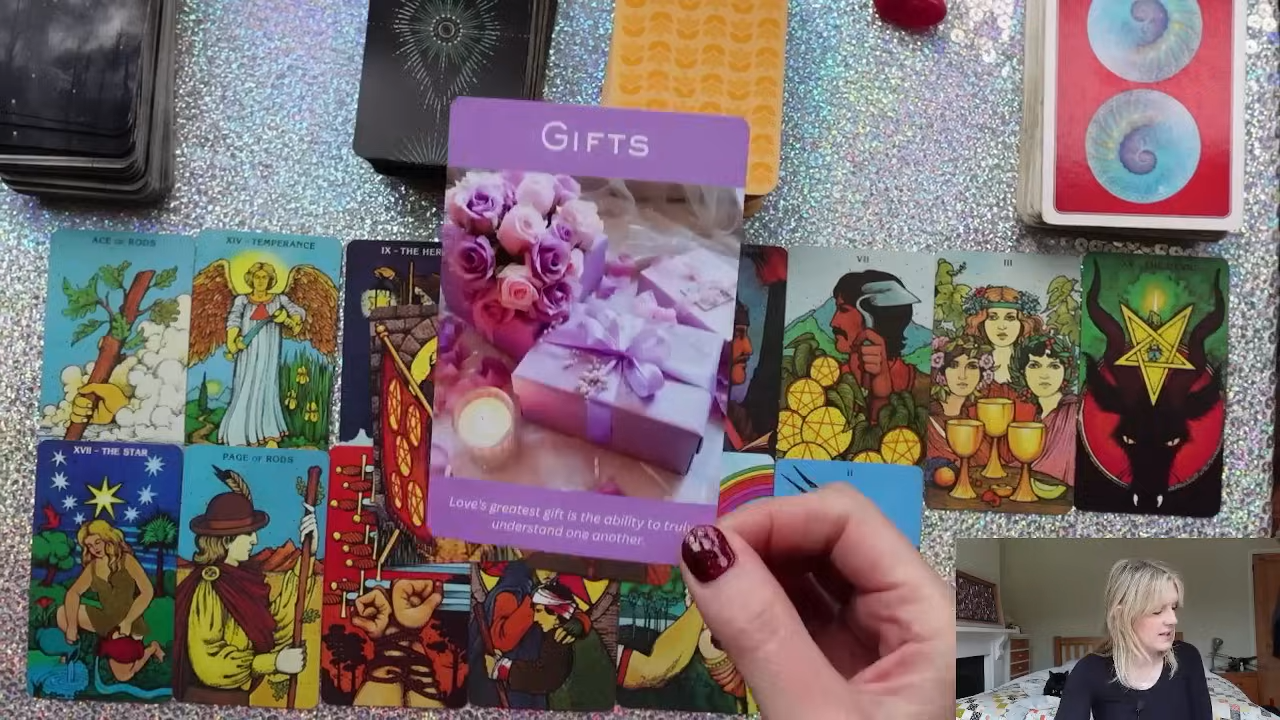 GIFTS
ACE OF RODS
XIV - TEMPERANCE
IX - THE HER
VII
III
Love's greatest gift is the ability to truly
understand one another.
XVII - THE STAR
PAGE OF RODS
II